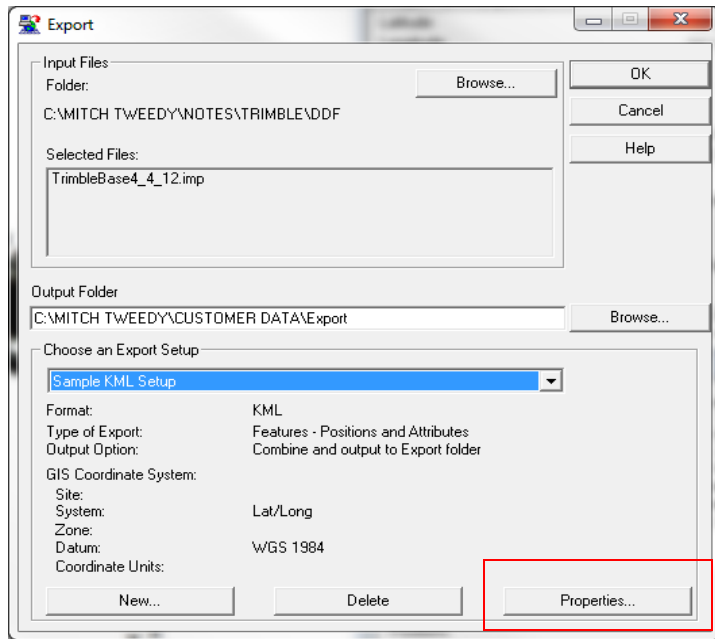 Export
Input Files
Folder:
Browse...
C:\MITCH TWEEDY\NOTES\TRIMBLE\DDF
Selected Files:
TrimbleBase4_4_12.imp
OK
Cancel
Help
Output Folder
C:\MITCH TWEEDY\CUSTOMER DATA\Export
Browse...
Choose an Export Setup
Sample KML Setup
Format: KML
Type of Export: Features - Positions and Attributes
Output Option: Combine and output to Export folder
GIS Coordinate System:
Site:
System: Lat/Long
Zone:
Datum: WGS 1984
Coordinate Units:
New...
Delete
Properties...